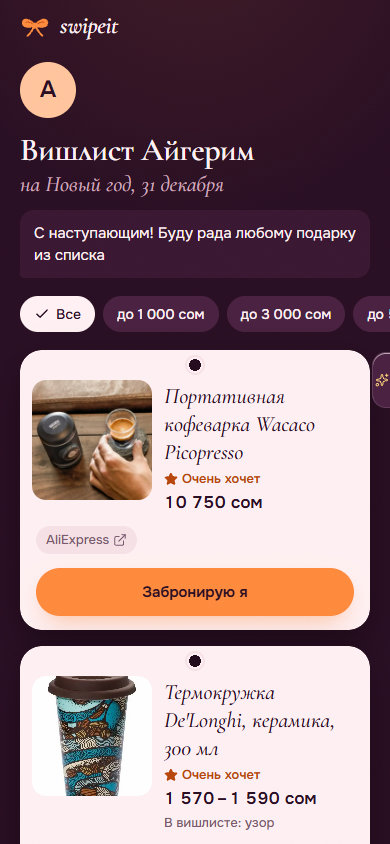 swipeit
A
Вишлист Айгерим
на Новый год, 31 декабря
С наступающим! Буду рада любому подарку
из списка
Все
до 1 000 сом
до 3 000 сом
до
Портативная
кофеварка Wacaco
Picopresso
Очень хочет
10 750 сом
AliExpress
Забронирую я
Термокружка
De'Longhi, керамика,
300 мл
Очень хочет
1 570 – 1 590 сом
В вишлисте: узор